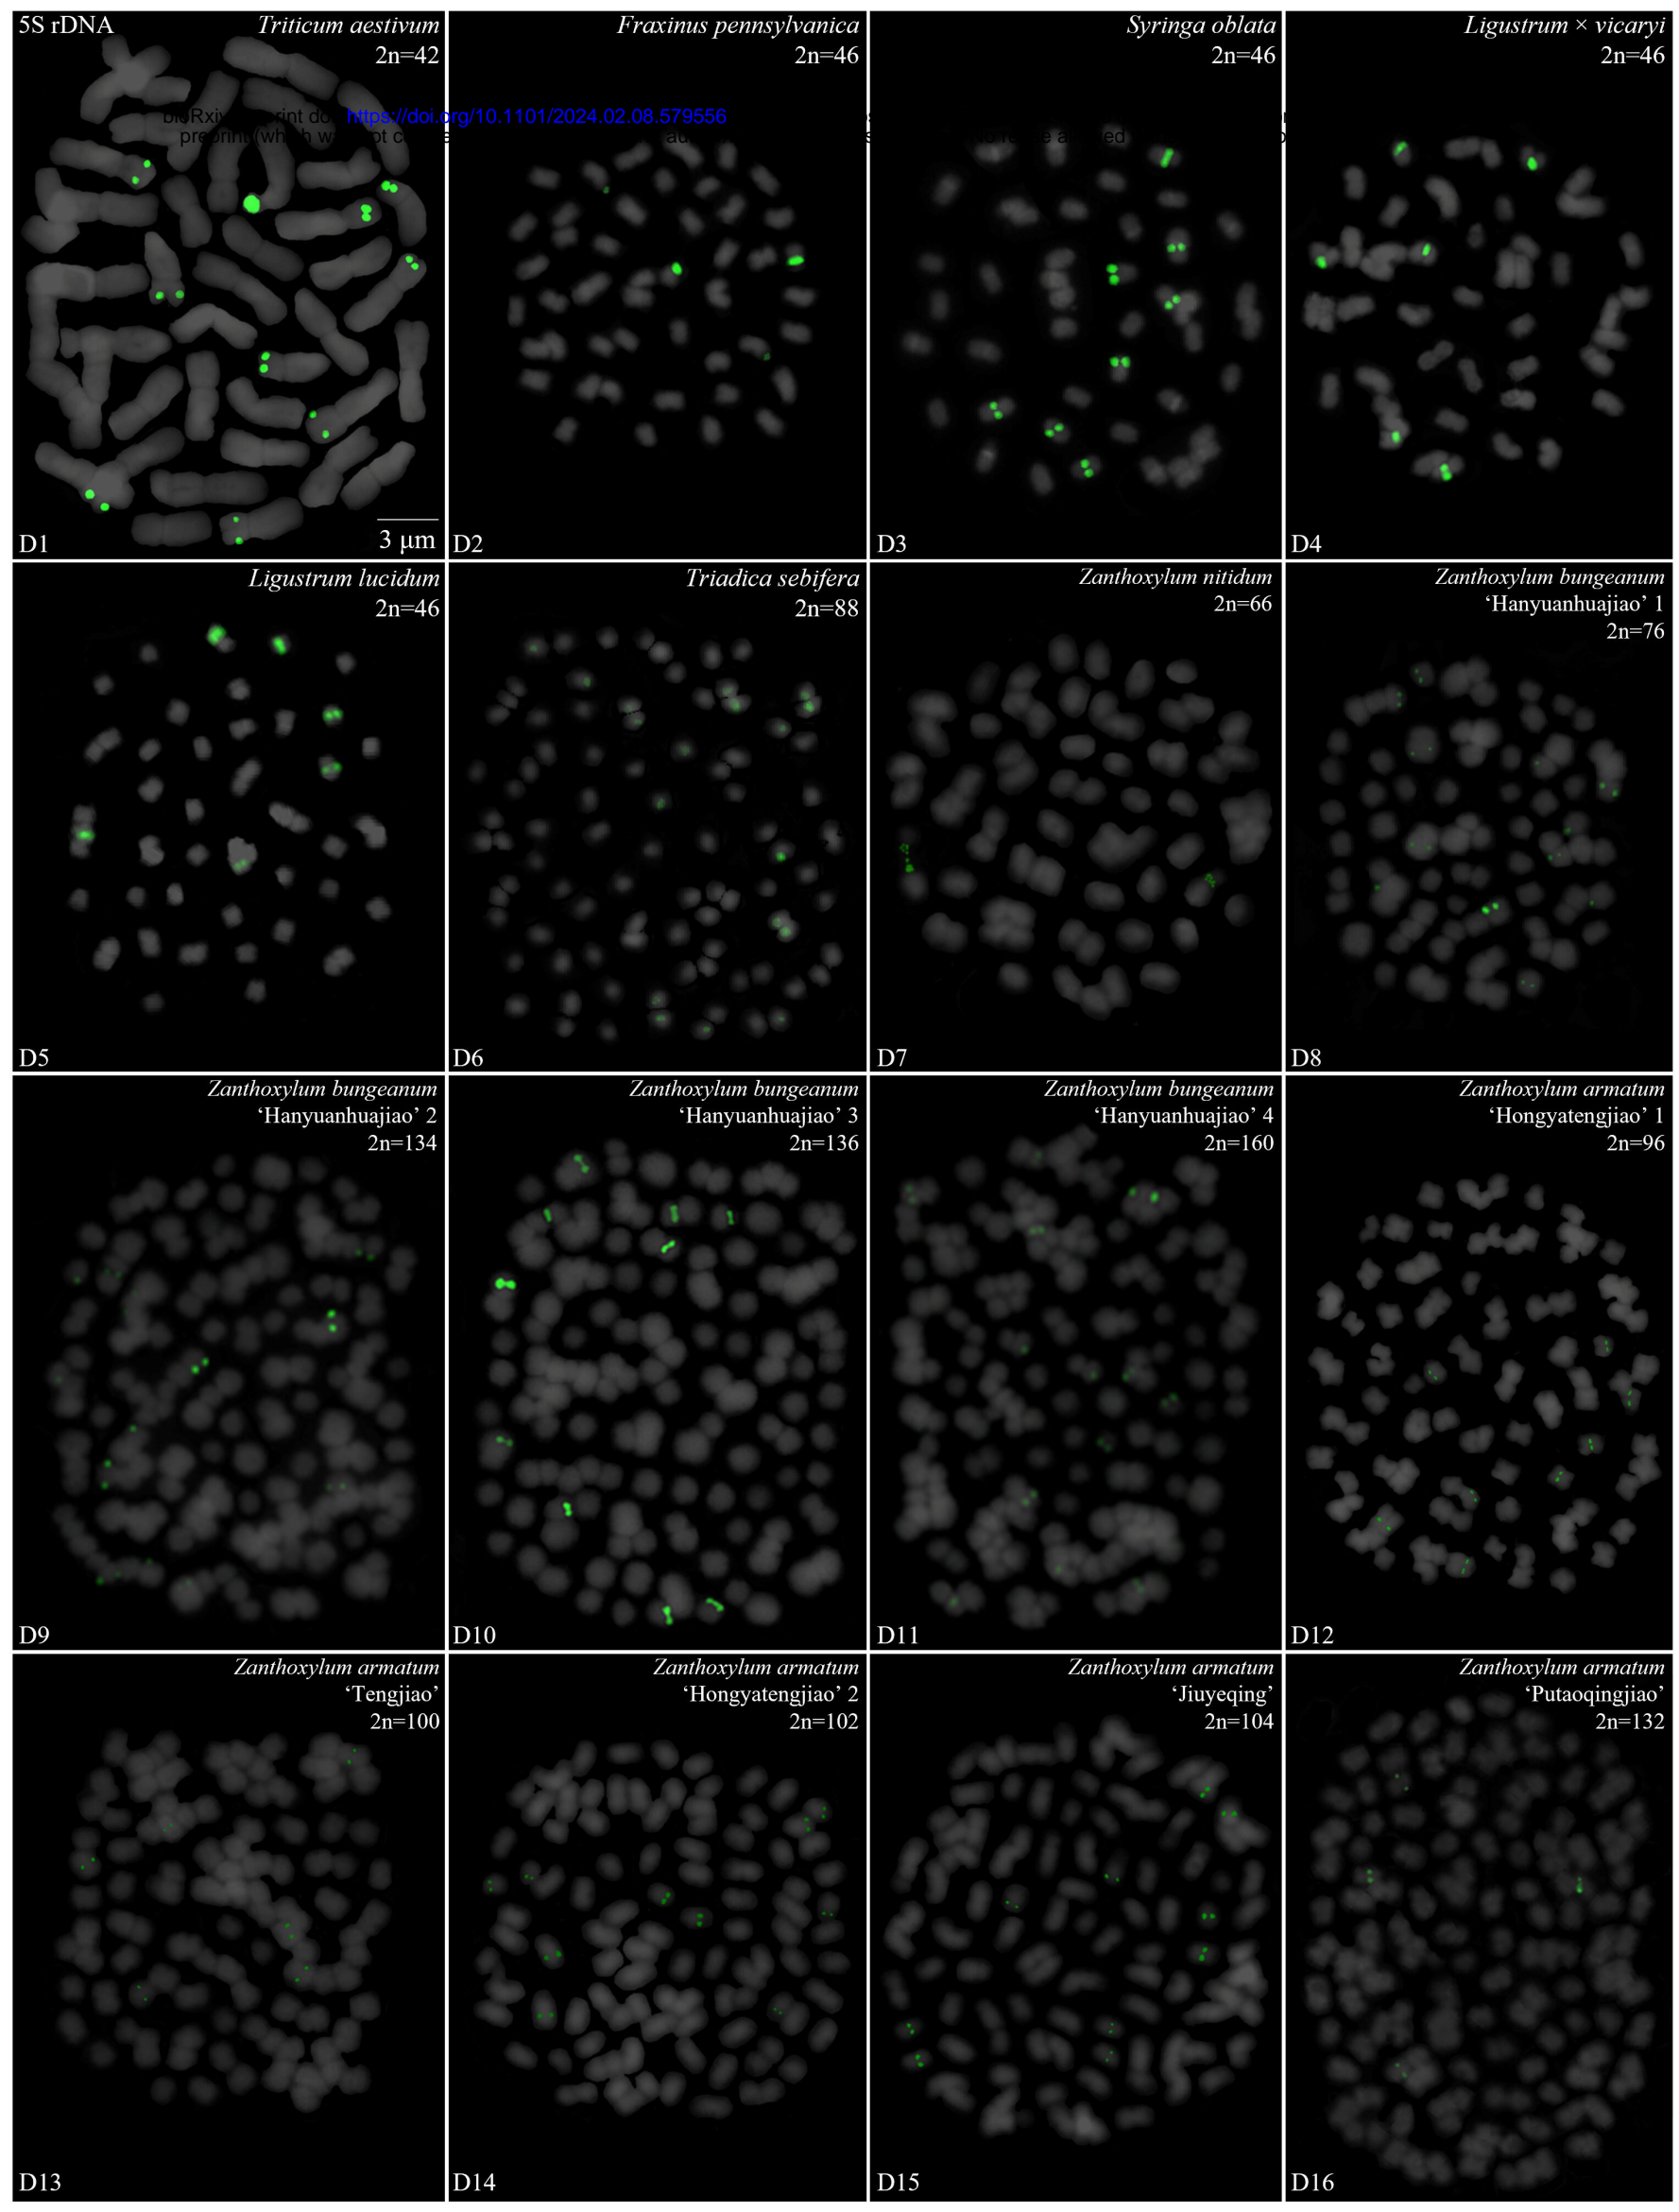 5S rDNA
Triticum aestivum
2n=42
Fraxinus pennsylvanica
2n=46
Syringa oblata
2n=46
Ligustrum × vicaryi
2n=46
https://doi.org/10.1101/2024.02.08.579556
preprint (which
3 μm
D1
D2
D3
D4
Ligustrum lucidum
2n=46
Triadica sebifera
2n=88
Zanthoxylum nitidum
2n=66
Zanthoxylum bungeanum
‘Hanyuanhuajiao’ 1
2n=76
D5
D6
D7
D8
Zanthoxylum bungeanum
‘Hanyuanhuajiao’ 2
2n=134
Zanthoxylum bungeanum
‘Hanyuanhuajiao’ 3
2n=136
Zanthoxylum bungeanum
‘Hanyuanhuajiao’ 4
2n=160
Zanthoxylum armatum
‘Hongyatengjiao’ 1
2n=96
D9
D10
D11
D12
Zanthoxylum armatum
‘Tengjiao’
2n=100
Zanthoxylum armatum
‘Hongyatengjiao’ 2
2n=102
Zanthoxylum armatum
‘Jiuyeqing’
2n=104
Zanthoxylum armatum
‘Putaoqingjiao’
2n=132
D13
D14
D15
D16